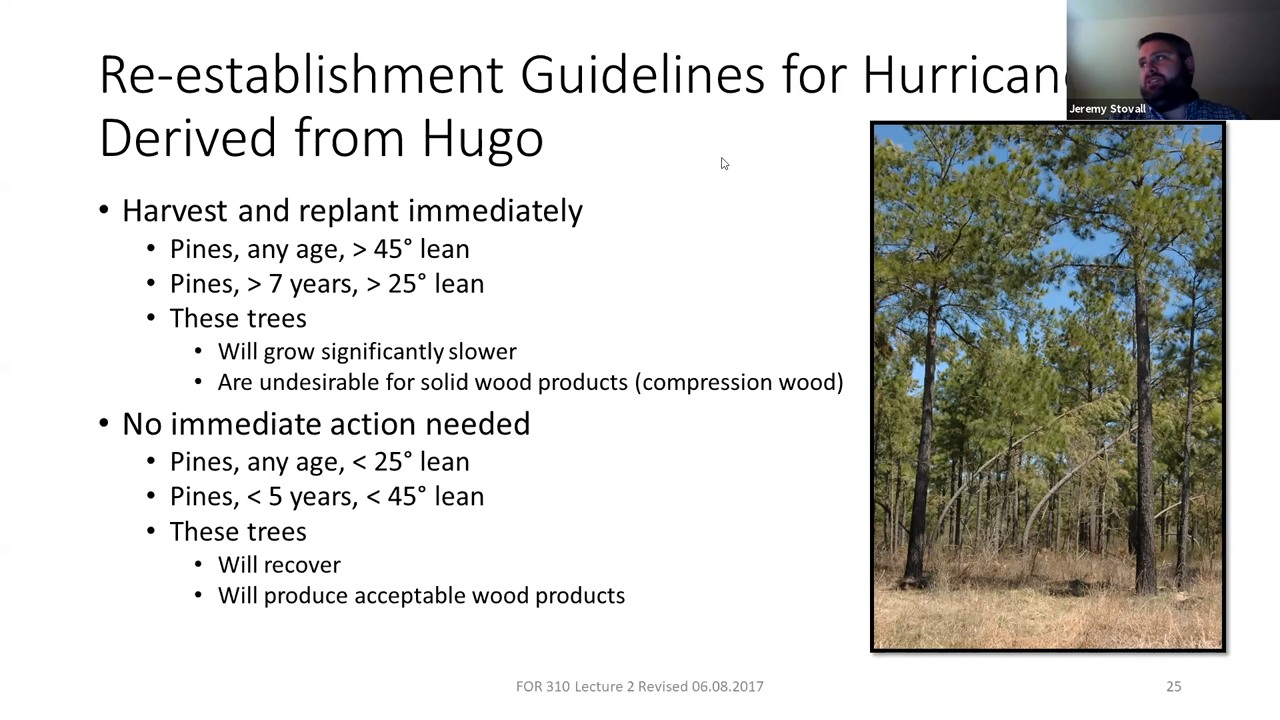 Re-establishment Guidelines for
Derived from Hugo
Jeremy Stovall
• Harvest and replant immediately
• Pines, any age, > 45° lean
• Pines, > 7 years, > 25° lean
• These trees
• Will grow significantly slower
• Are undesirable for solid wood products (compression wood)
• No immediate action needed
• Pines, any age, < 25° lean
• Pines, < 5 years, < 45° lean
• These trees
• Will recover
• Will produce acceptable wood products
FOR 310 Lecture 2 Revised 06.08.2017
25